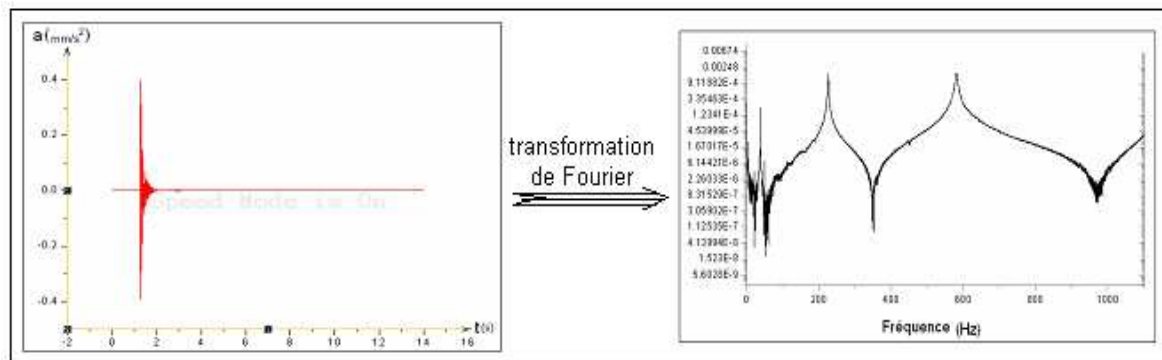 a (mm/s²)
0.4
0.2
0.0
-0.2
-0.4
Speed Mode is On
-2 0 2 4 6 8 10 12 14 16
t(s)
transformation
de Fourier
0.00674
0.00248
9.11882E-4
3.35463E-4
1.2341E-4
4.53999E-5
1.67017E-5
6.14421E-6
2.26033E-6
8.31529E-7
3.05902E-7
1.12535E-7
4.13994E-8
1.523E-8
5.6028E-9
0 200 400 600 800 1000
Fréquence (Hz)